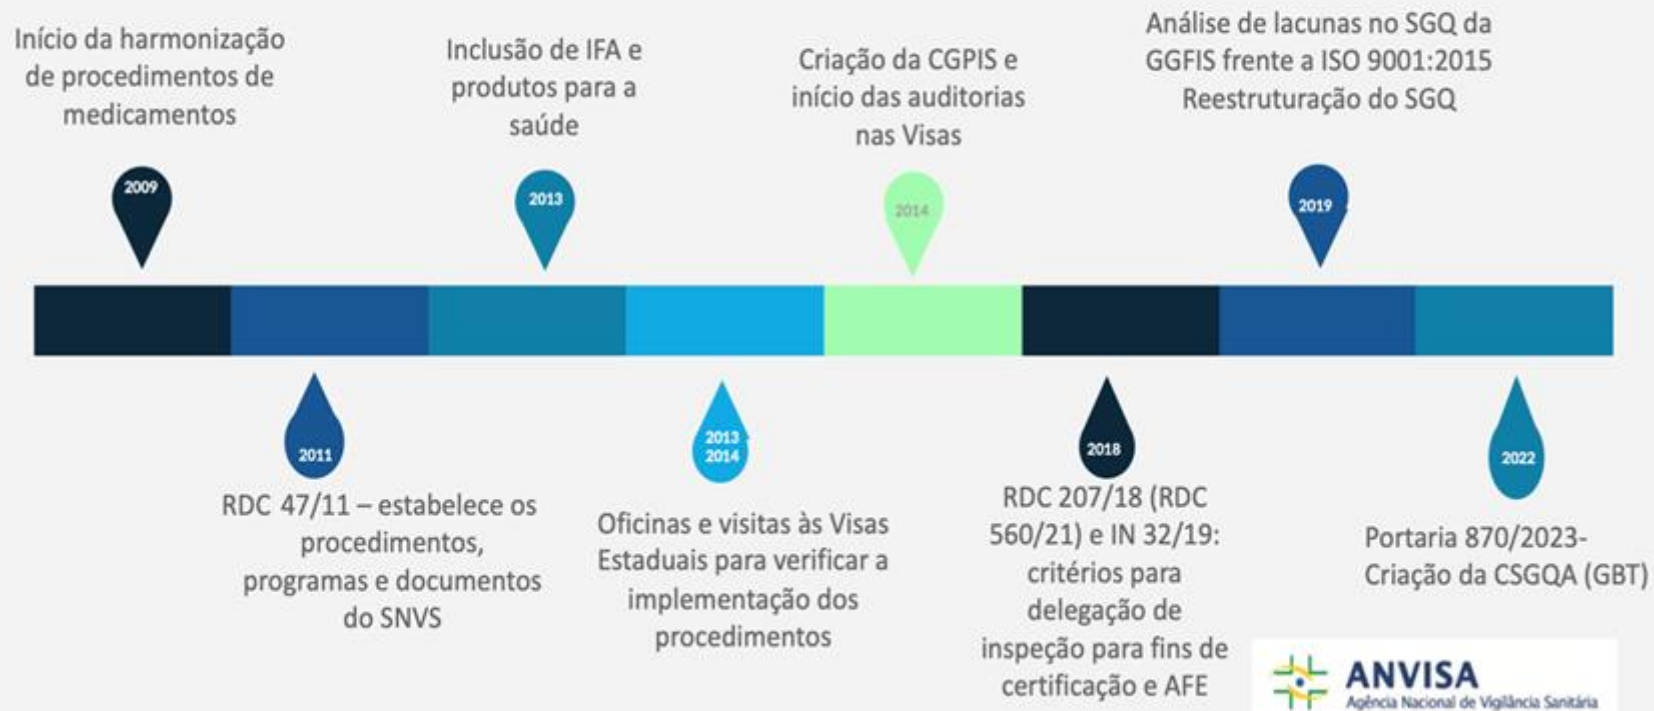 Início da harmonização
de procedimentos de
medicamentos
2009
Inclusão de IFA e
produtos para a
saúde
2013
Criação da CGPIS e
início das auditorias
nas Visas
2014
Análise de lacunas no SGQ da
GGFIS frente a ISO 9001:2015
Reestruturação do SGQ
2019
2011
RDC 47/11 – estabelece os
procedimentos,
programas e documentos
do SNVS
2013
2014
Oficinas e visitas às Visas
Estaduais para verificar a
implementação dos
procedimentos
2018
RDC 207/18 (RDC
560/21) e IN 32/19:
critérios para
delegação de
inspeção para fins de
certificação e AFE
2022
Portaria 870/2023-
Criação da CSGQA (GBT)
ANVISA
Agência Nacional de Vigilância Sanitária